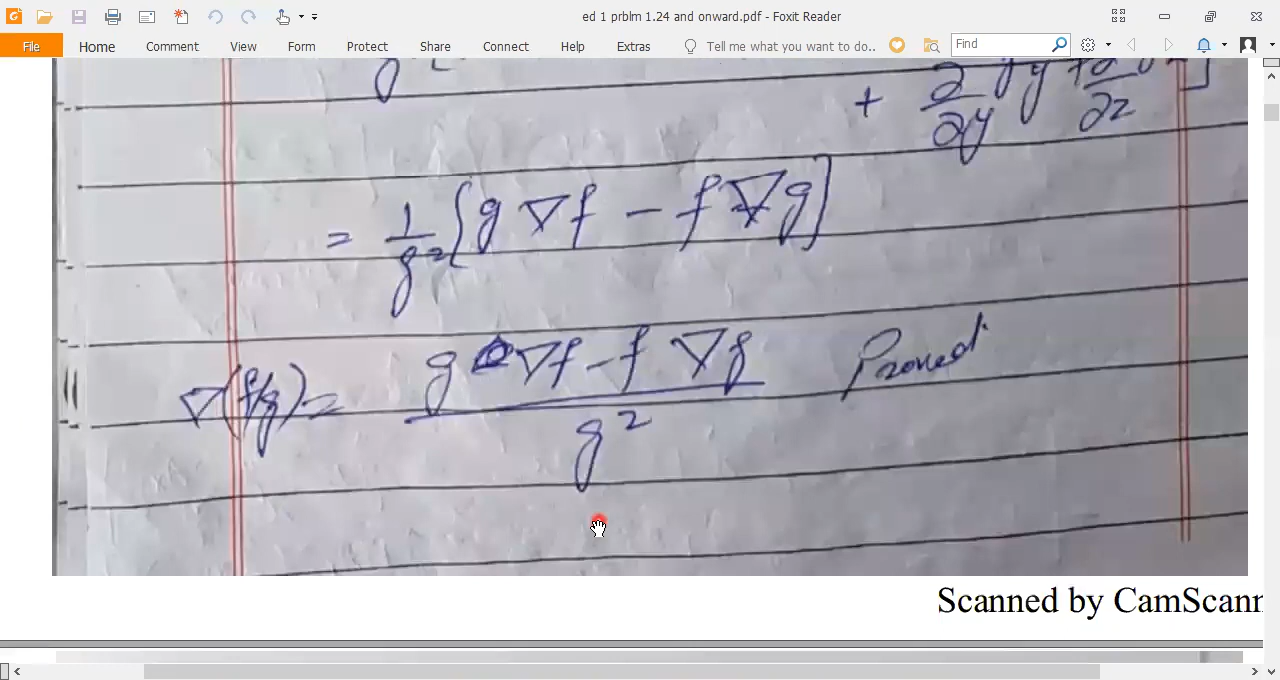 ed 1 prblm 1.24 and onward.pdf - Foxit Reader
File Home Comment View Form Protect Share Connect Help Extras Tell me what you want to do.. Find
+ ∂/∂y g ŷ + ∂/∂z
= 1/g² [g ∇f - f ∇g]
∇(f/g) = g ∇f - f ∇g / g² Proved
Scanned by CamScann